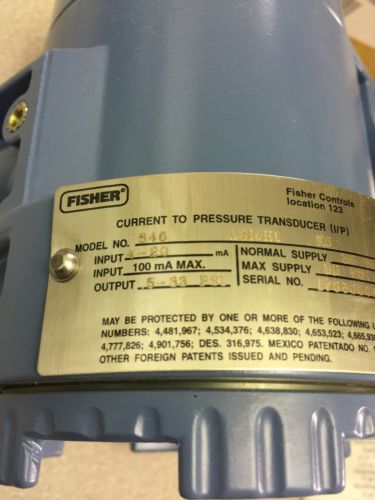 FISHER®
Fisher Controls
location 123
CURRENT TO PRESSURE TRANSDUCER (I/P)
MODEL NO. 546
INPUT 4-20 mA NORMAL SUPPLY
INPUT 100 mA MAX. MAX SUPPLY
OUTPUT SERIAL NO.
MAY BE PROTECTED BY ONE OR MORE OF THE FOLLOWING
NUMBERS: 4,481,967; 4,534,376; 4,638,830; 4,653,523; 4,665,938
4,777,826; 4,901,756; DES. 316,975. MEXICO PATENTADO NO.
OTHER FOREIGN PATENTS ISSUED AND PENDING.